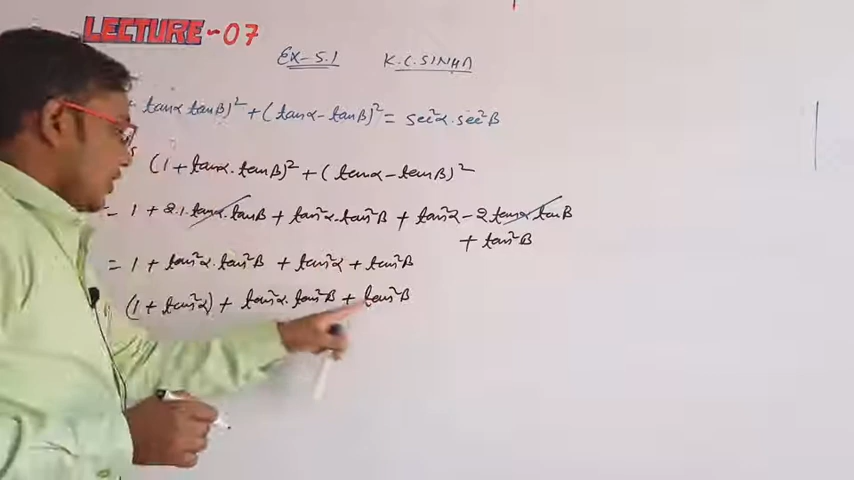 LECTURE-07
Ex-5.1 K.C.SINHA
+ tanα tanβ)² + (tanα - tanβ)² = sec²α.sec²β
(1 + tanα.tanβ)² + (tanα - tanβ)²
= 1 + 2.1.tanα.tanβ + tan²α.tan²β + tan²α - 2 tanα tanβ
+ tan²β
= 1 + tan²α.tan²β + tan²α + tan²β
(1 + tan²α) + tan²α.tan²β + tan²β